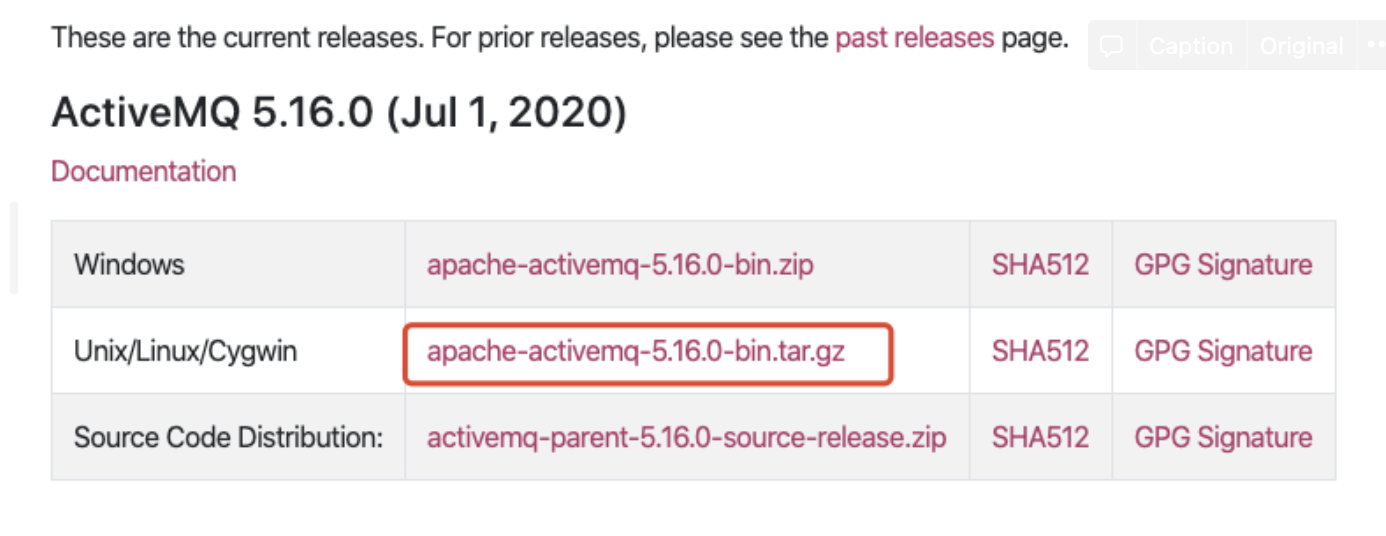 These are the current releases. For prior releases, please see the past releases page.
Caption Original
ActiveMQ 5.16.0 (Jul 1, 2020)
Documentation
Windows apache-activemq-5.16.0-bin.zip SHA512 GPG Signature
Unix/Linux/Cygwin apache-activemq-5.16.0-bin.tar.gz SHA512 GPG Signature
Source Code Distribution: activemq-parent-5.16.0-source-release.zip SHA512 GPG Signature